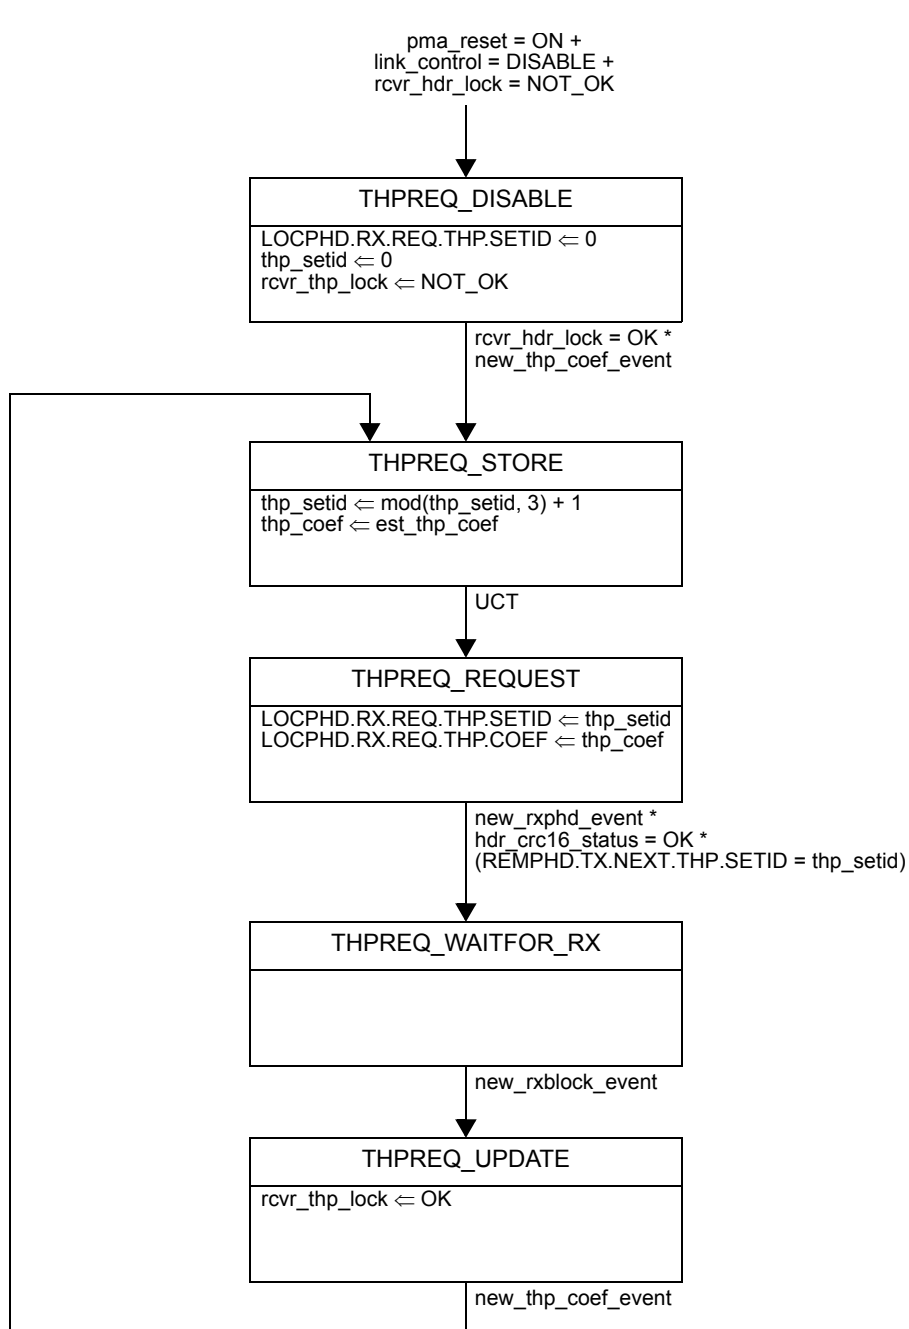 pma_reset = ON +
link_control = DISABLE +
rcvr_hdr_lock = NOT_OK
THPREQ_DISABLE
LOCPHD.RX.REQ.THP.SETID ⇐ 0
thp_setid ⇐ 0
rcvr_thp_lock ⇐ NOT_OK
rcvr_hdr_lock = OK *
new_thp_coef_event
THPREQ_STORE
thp_setid ⇐ mod(thp_setid, 3) + 1
thp_coef ⇐ est_thp_coef
UCT
THPREQ_REQUEST
LOCPHD.RX.REQ.THP.SETID ⇐ thp_setid
LOCPHD.RX.REQ.THP.COEF ⇐ thp_coef
new_rxphd_event *
hdr_crc16_status = OK *
(REMPHD.TX.NEXT.THP.SETID = thp_setid)
THPREQ_WAITFOR_RX
new_rxblock_event
THPREQ_UPDATE
rcvr_thp_lock ⇐ OK
new_thp_coef_event